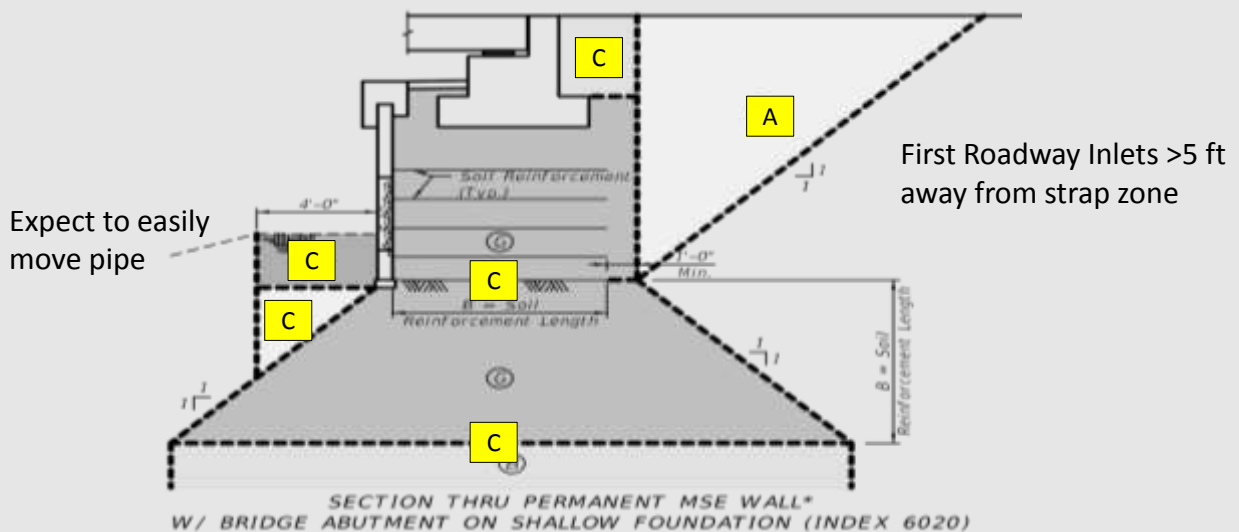 C
A
First Roadway Inlets >5 ft
away from strap zone
1
1
Soil Reinforcement
(Typ.)
4'-0"
Expect to easily
move pipe
G
C
1'-0"
Min.
C
B = Soil
Reinforcement Length
C
1
1
B = Soil
Reinforcement Length
G
1
1
C
SECTION THRU PERMANENT MSE WALL*
W/ BRIDGE ABUTMENT ON SHALLOW FOUNDATION (INDEX 6020)